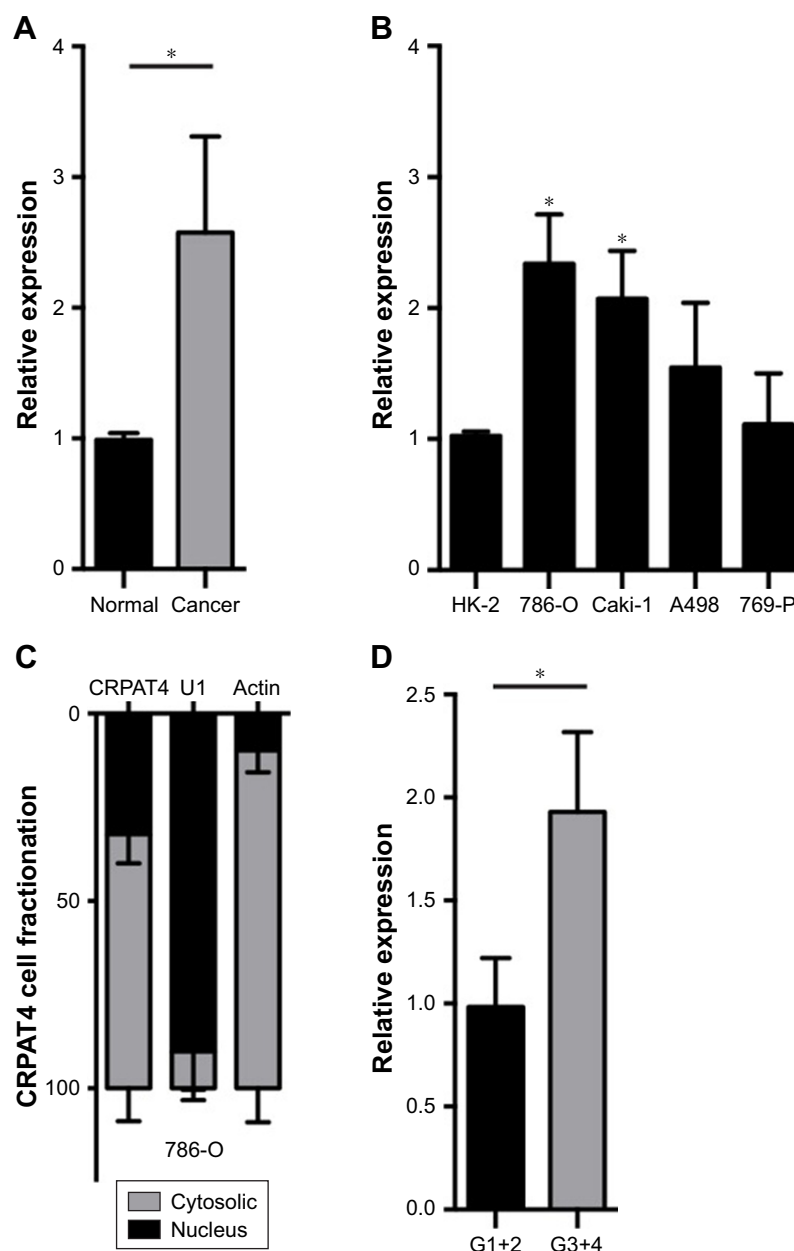 A
Relative expression
4
3
2
1
0
*
Normal Cancer
B
Relative expression
4
3
2
1
0
* *
HK-2 786-O Caki-1 A498 769-P
C
CRPAT4 U1 Actin
CRPAT4 cell fractionation
0
50
100
786-O
Cytosolic
Nucleus
D
Relative expression
2.5
2.0
1.5
1.0
0.5
0.0
*
G1+2 G3+4